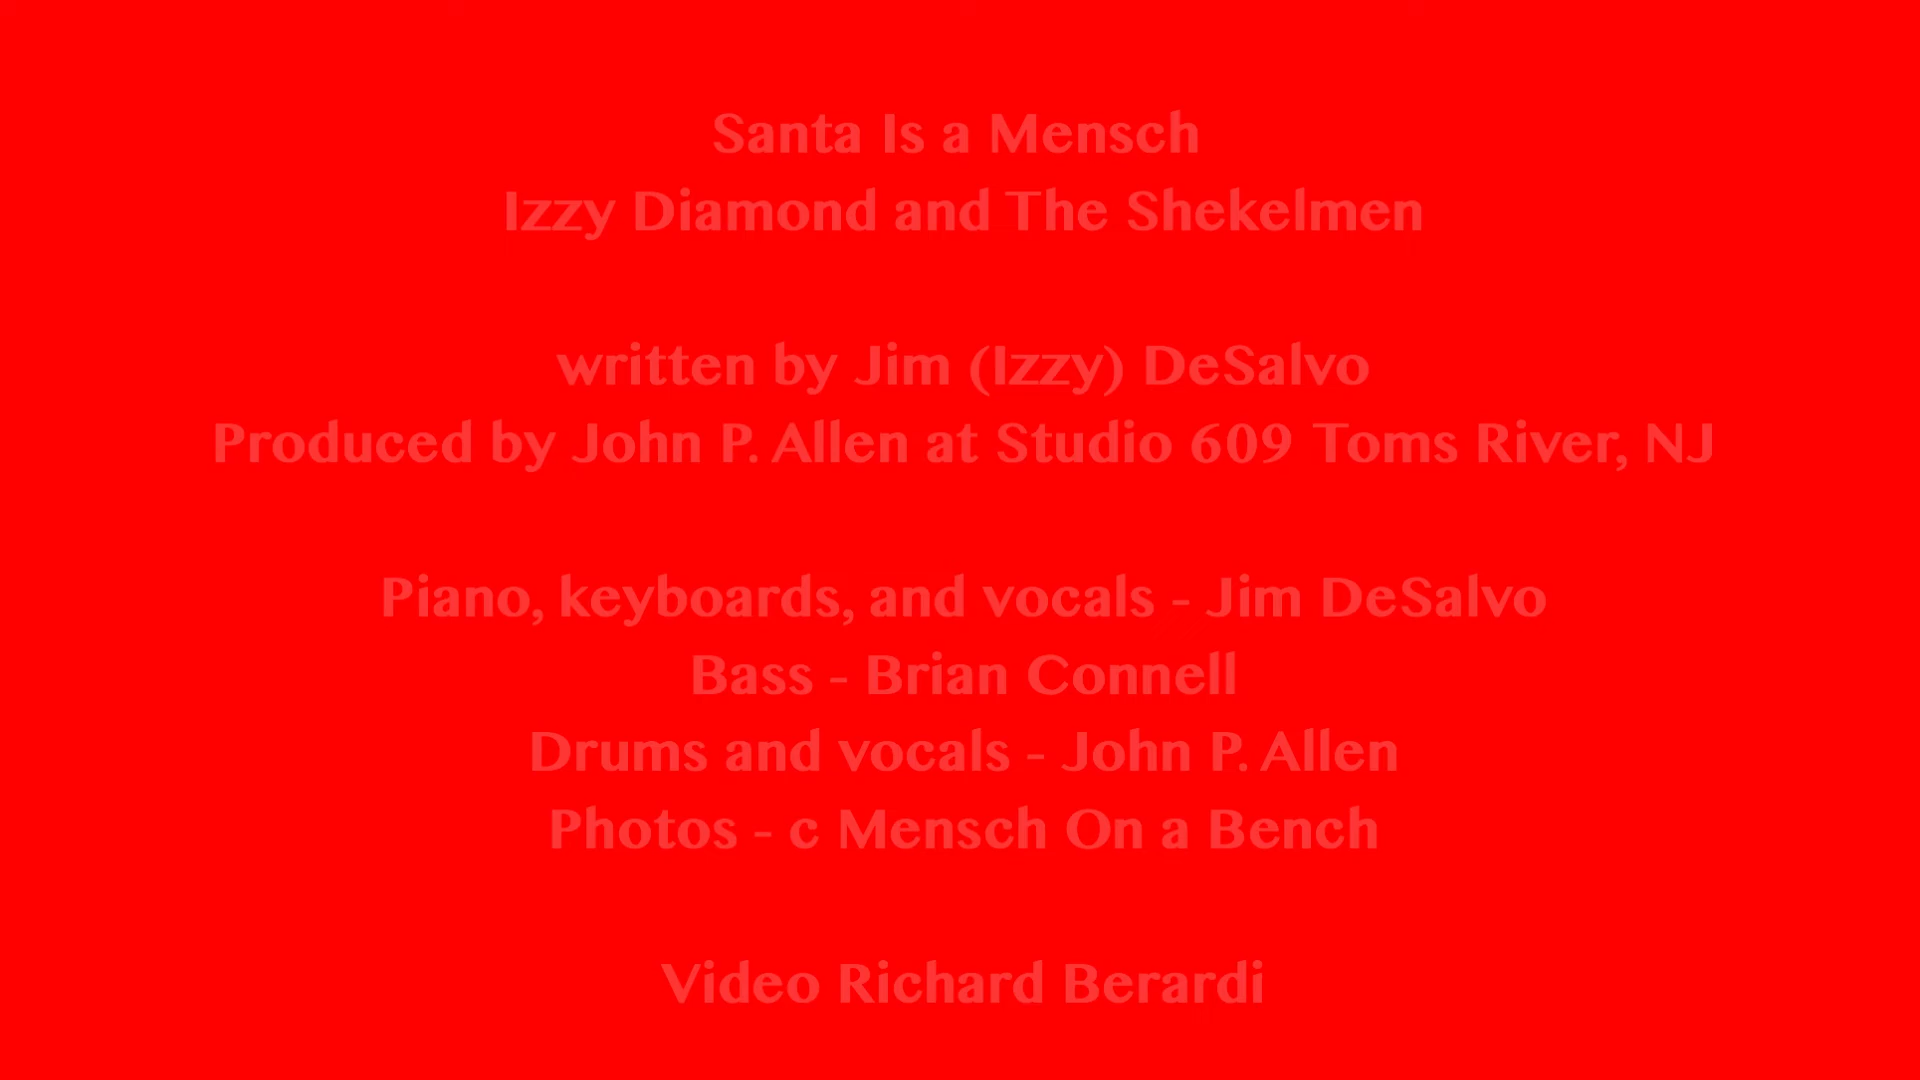 Santa Is a Mensch
Izzy Diamond and The Shekelmen
written by Jim (Izzy) DeSalvo
Produced by John P. Allen at Studio 609 Toms River, NJ
Piano, keyboards, and vocals - Jim DeSalvo
Bass - Brian Connell
Drums and vocals - John P. Allen
Photos - c Mensch On a Bench
Video Richard Berardi